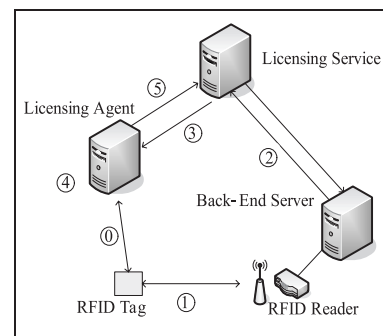 Licensing Service
⑤
Licensing Agent
③
②
④
Back-End Server
⓪
①
RFID Tag
RFID Reader